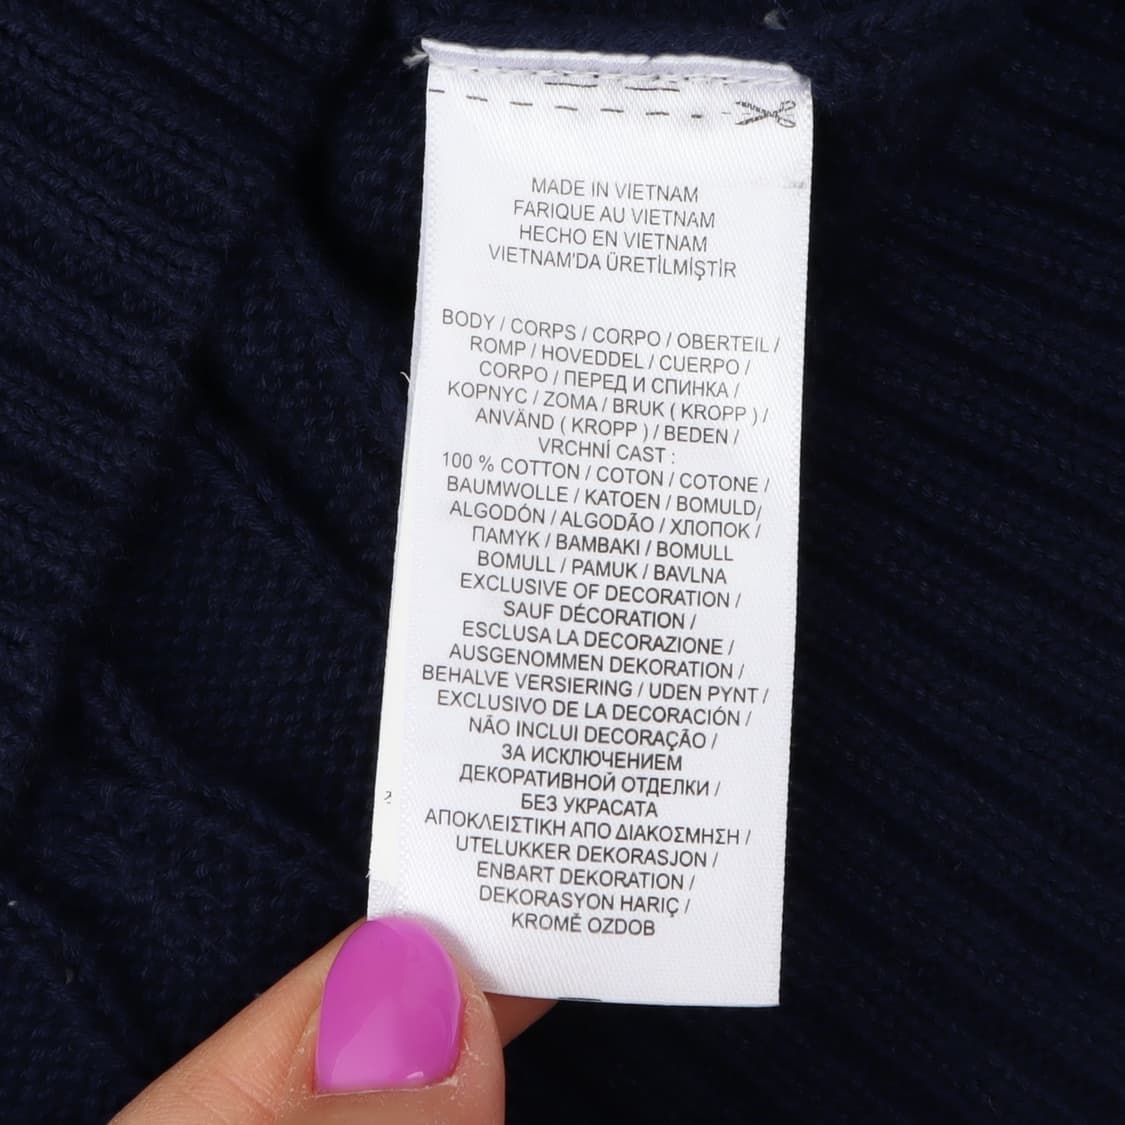 MADE IN VIETNAM
FARIQUE AU VIETNAM
HECHO EN VIETNAM
VIETNAM'DA ÜRETİLMİŞTİR
BODY / CORPS / CORPO / OBERTEIL /
ROMP / HOVEDDEL / CUERPO /
CORPO / ПЕРЕД И СПИНКА /
КОРПУС / ZOMA / BRUK ( KROPP ) /
ANVÄND ( KROPP ) / BEDEN /
VRCHNÍ CAST :
100 % COTTON / COTON / COTONE /
BAUMWOLLE / KATOEN / BOMULD/
ALGODÓN / ALGODÃO / ХЛОПОК /
ПАМУК / BAMBAKI / BOMULL
BOMULL / PAMUK / BAVLNA
EXCLUSIVE OF DECORATION /
SAUF DÉCORATION /
ESCLUSA LA DECORAZIONE /
AUSGENOMMEN DEKORATION /
BEHALVE VERSIERING / UDEN PYNT /
EXCLUSIVO DE LA DECORACIÓN /
NÃO INCLUI DECORAÇÃO /
ЗА ИСКЛЮЧЕНИЕМ
ДЕКОРАТИВНОЙ ОТДЕЛКИ /
БЕЗ УКРАСАТА
ΑΠΟΚΛΕΙΣΤΙΚΗ ΑΠΟ ΔΙΑΚΟΣΜΗΣΗ /
UTELUKKER DEKORASJON /
ENBART DEKORATION /
DEKORASYON HARIÇ /
KROMĚ OZDOB
2